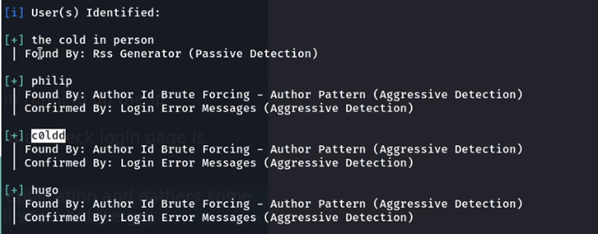 [i] User(s) Identified:
[+] the cold in person
| Found By: Rss Generator (Passive Detection)
[+] philip
| Found By: Author Id Brute Forcing - Author Pattern (Aggressive Detection)
| Confirmed By: Login Error Messages (Aggressive Detection)
[+] c0ldd
| Found By: Author Id Brute Forcing - Author Pattern (Aggressive Detection)
| Confirmed By: Login Error Messages (Aggressive Detection)
[+] hugo
| Found By: Author Id Brute Forcing - Author Pattern (Aggressive Detection)
| Confirmed By: Login Error Messages (Aggressive Detection)